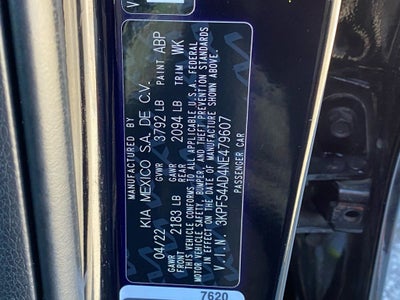 KIA MEXICO S.A. DE C.V.
04/22 GVWR 3792 LB PAINT ABP
GAWR FRONT 2183 LB GAWR REAR 2094 LB TRIM WK
THIS VEHICLE CONFORMS TO ALL APPLICABLE U.S.A. FEDERAL
MOTOR VEHICLE SAFETY, BUMPER, AND THEFT PREVENTION STANDARDS
IN EFFECT ON THE DATE OF MANUFACTURE SHOWN ABOVE.
V.I.N. 3KPF54AD4NE479607
PASSENGER CAR
7620
V